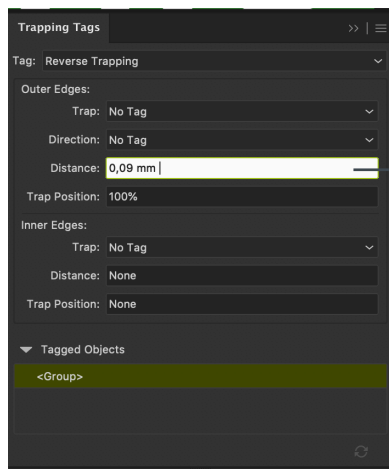 Trapping Tags
Tag: Reverse Trapping
Outer Edges:
Trap: No Tag
Direction: No Tag
Distance: 0,09 mm
Trap Position: 100%
Inner Edges:
Trap: No Tag
Distance: None
Trap Position: None
Tagged Objects
<Group>